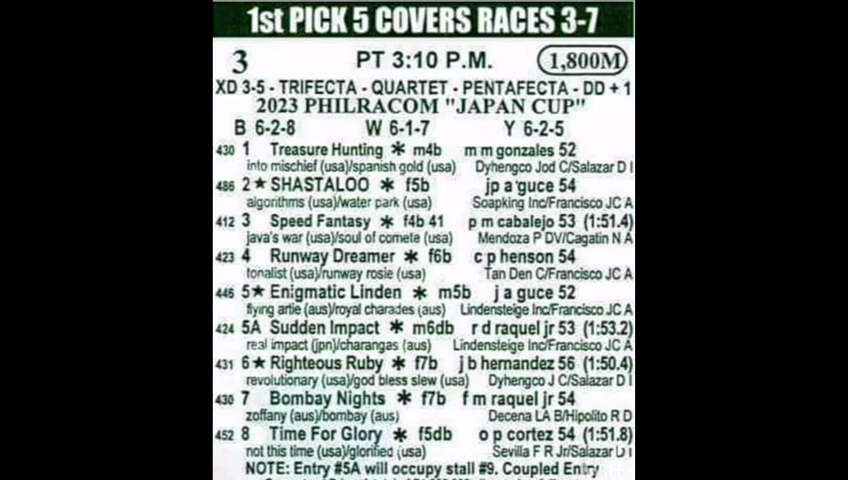 1st PICK 5 COVERS RACES 3-7
3 PT 3:10 P.M. 1,800M
XD 3-5 - TRIFECTA - QUARTET - PENTAFECTA - DD + 1
2023 PHILRACOM "JAPAN CUP"
B 6-2-8 W 6-1-7 Y 6-2-5
430 1 Treasure Hunting * m4b m m gonzales 52
into mischief (usa)/spanish gold (usa) Dyhengco Jod C/Salazar D I
486 2 ★ SHASTALOO * f5b jp a guce 54
algorithms (usa)/water park (usa) Soapking Inc/Francisco JC A
412 3 Speed Fantasy * f4b 41 p m cabalejo 53 (1:51.4)
java's war (usa)/soul of comete (usa) Mendoza P DV/Cagatin N A
423 4 Runway Dreamer * f6b c p henson 54
tonalist (usa)/runway rosie (usa) Tan Den C/Francisco JC A
446 5★ Enigmatic Linden * m5b j a guce 52
flying artie (aus)/royal charades (aus) Lindensteige Inc/Francisco JC A
424 5A Sudden Impact * m6db r d raquel jr 53 (1:53.2)
real impact (jpn)/charangas (aus) Lindensteige Inc/Francisco JC A
431 6★ Righteous Ruby * f7b j b hernandez 56 (1:50.4)
revolutionary (usa)/god bless slew (usa) Dyhengco J C/Salazar D I
430 7 Bombay Nights * f7b f m raquel jr 54
zoffany (aus)/bombay (aus) Decena LA B/Hipolito R D
452 8 Time For Glory * f5db o p cortez 54 (1:51.8)
not this time (usa)/glorified (usa) Sevilla F R Jr/Salazar D I
NOTE: Entry #5A will occupy stall #9. Coupled Entry